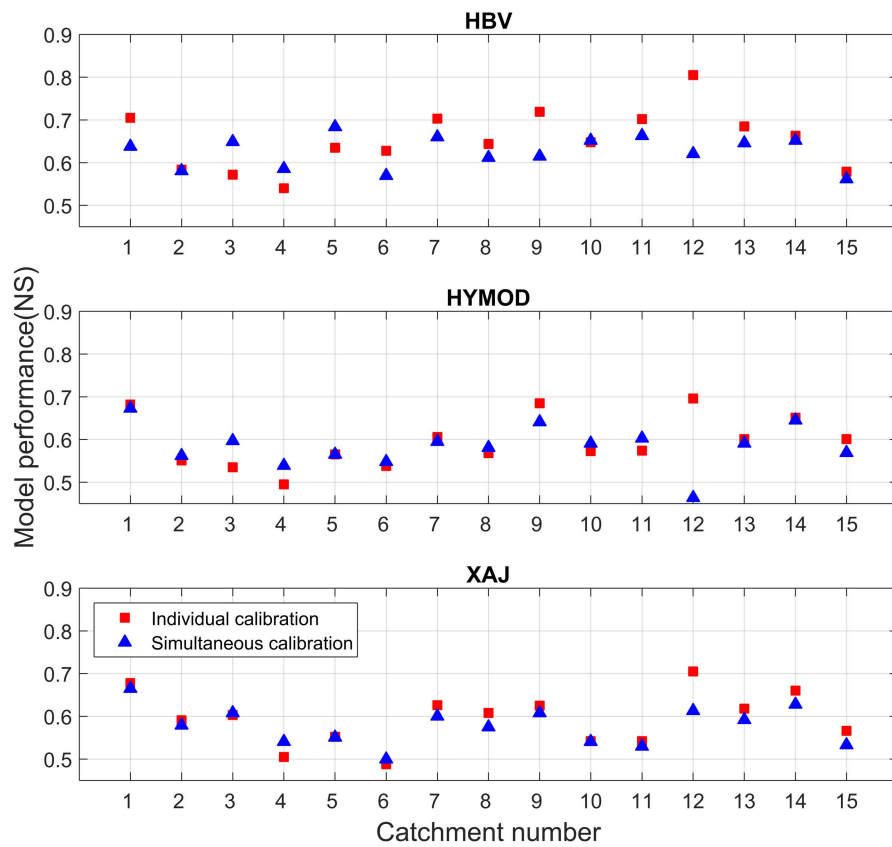 HBV
0.9
0.8
0.7
0.6
0.5
1 2 3 4 5 6 7 8 9 10 11 12 13 14 15
HYMOD
0.9
0.8
0.7
0.6
0.5
1 2 3 4 5 6 7 8 9 10 11 12 13 14 15
Model performance(NS)
XAJ
0.9
0.8
0.7
0.6
0.5
Individual calibration
Simultaneous calibration
1 2 3 4 5 6 7 8 9 10 11 12 13 14 15
Catchment number